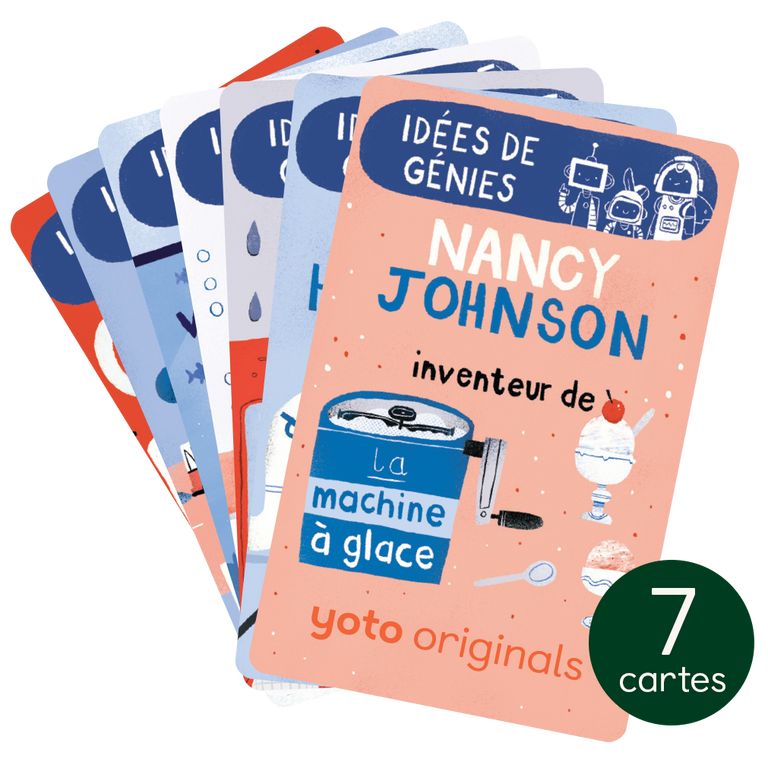 IDÉES DE
GÉNIES
NANCY
JOHNSON
inventeur de
la
machine
à glace
yoto originals
7
cartes